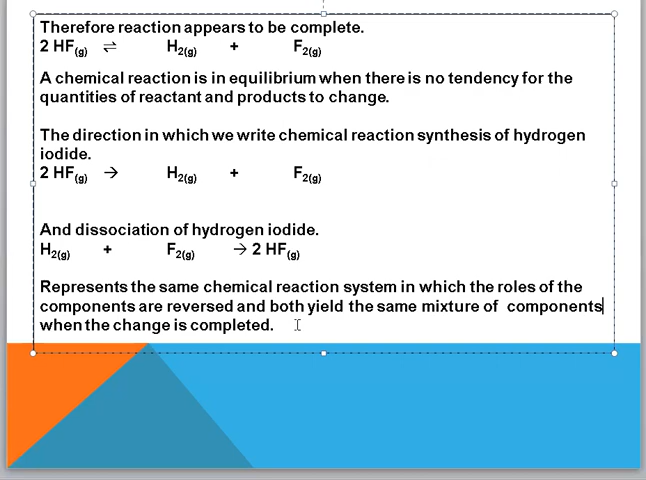 Therefore reaction appears to be complete.
2 HF(g) ⇌ H2(g) + F2(g)
A chemical reaction is in equilibrium when there is no tendency for the
quantities of reactant and products to change.
The direction in which we write chemical reaction synthesis of hydrogen
iodide.
2 HF(g) → H2(g) + F2(g)
And dissociation of hydrogen iodide.
H2(g) + F2(g) → 2 HF(g)
Represents the same chemical reaction system in which the roles of the
components are reversed and both yield the same mixture of components
when the change is completed.